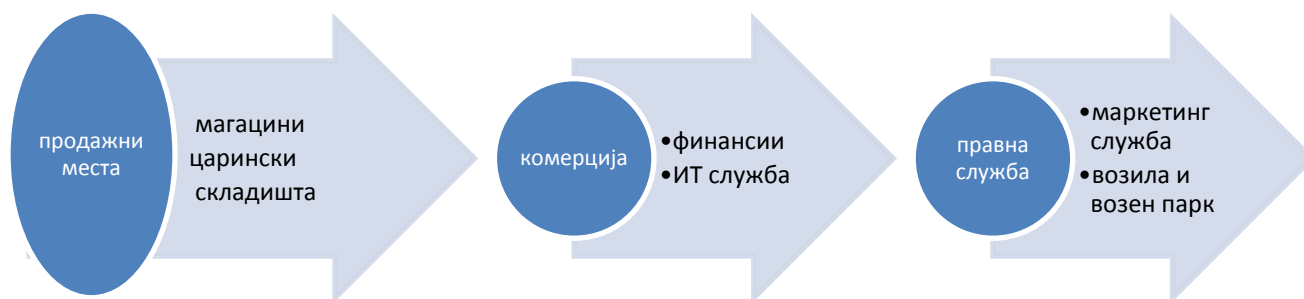 продажни
места
магацини
царински
складишта
комерција
•финансии
•ИТ служба
правна
служба
•маркетинг
служба
•возила и
возен парк